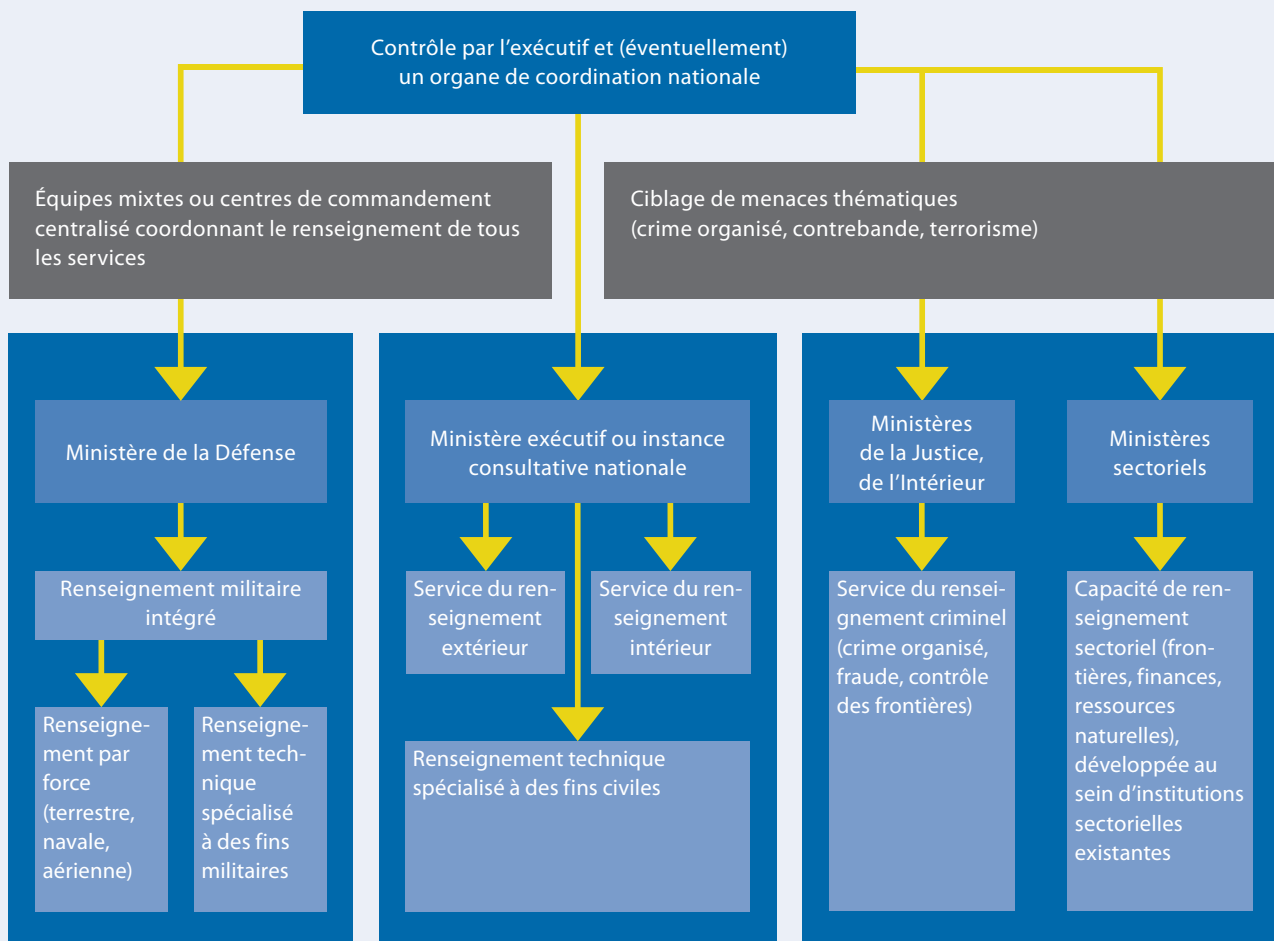 Contrôle par l'exécutif et (éventuellement)
un organe de coordination nationale
Équipes mixtes ou centres de commandement
centralisé coordonnant le renseignement de tous
les services
Ciblage de menaces thématiques
(crime organisé, contrebande, terrorisme)
Ministère de la Défense
Renseignement militaire
intégré
Renseigne-
ment par
force
(terrestre,
navale,
aérienne)
Renseigne-
ment tech-
nique
spécialisé
à des fins
militaires
Ministère exécutif ou instance
consultative nationale
Service du ren-
seignement
extérieur
Service du ren-
seignement
intérieur
Renseignement technique
spécialisé à des fins civiles
Ministères
de la Justice,
de l'Intérieur
Service du rensei-
gnement criminel
(crime organisé,
fraude, contrôle
des frontières)
Ministères
sectoriels
Capacité de ren-
seignement
sectoriel (fron-
tières, finances,
ressources
naturelles),
développée au
sein d'institutions
sectorielles
existantes